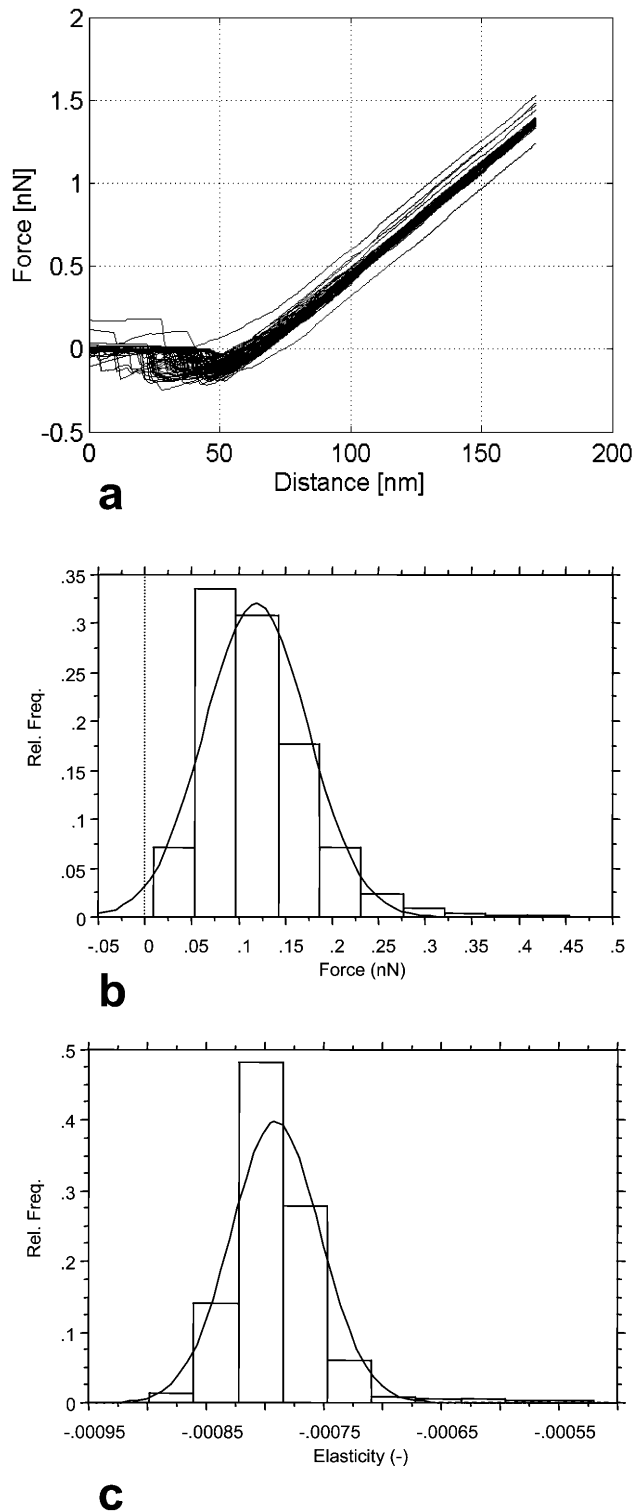 2
1.5
1
0.5
0
-0.5
Force [nN]
0 50 100 150 200
Distance [nm]
a
.35
.3
.25
.2
.15
.1
.05
0
Rel. Freq.
-.05 0 .05 .1 .15 .2 .25 .3 .35 .4 .45 .5
Force (nN)
b
.5
.4
.3
.2
.1
0
Rel. Freq.
-.00095 -.00085 -.00075 -.00065 -.00055
Elasticity (-)
c